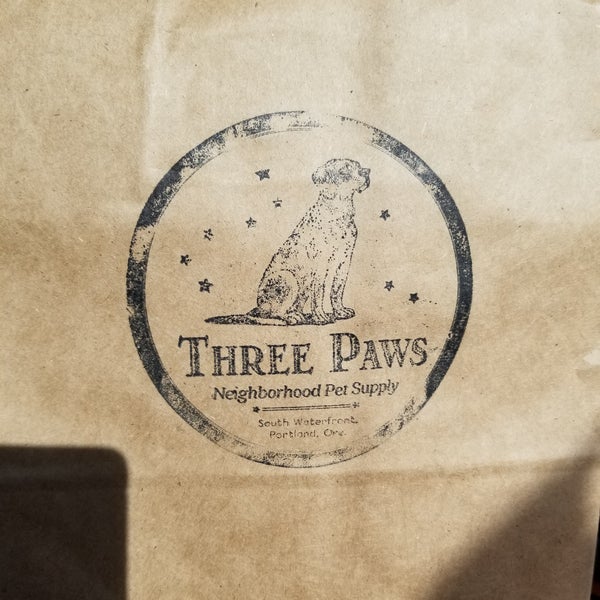 THREE PAWS
Neighborhood Pet Supply
South Waterfront,
Portland, Ore.